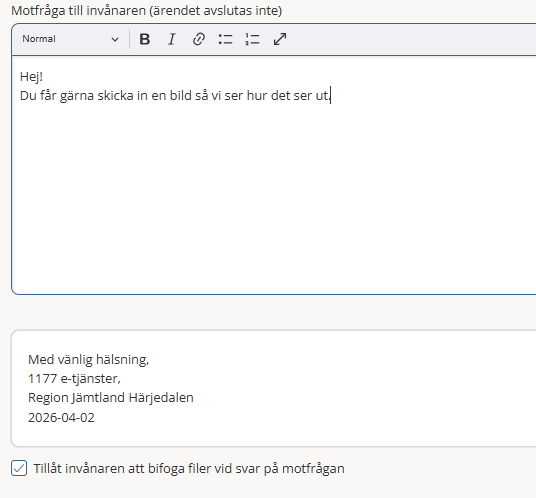 Motfråga till invånaren (ärendet avslutas inte)
Normal
B I
Hej!
Du får gärna skicka in en bild så vi ser hur det ser ut.
Med vänlig hälsning,
1177 e-tjänster,
Region Jämtland Härjedalen
2026-04-02
Tillåt invånaren att bifoga filer vid svar på motfrågan